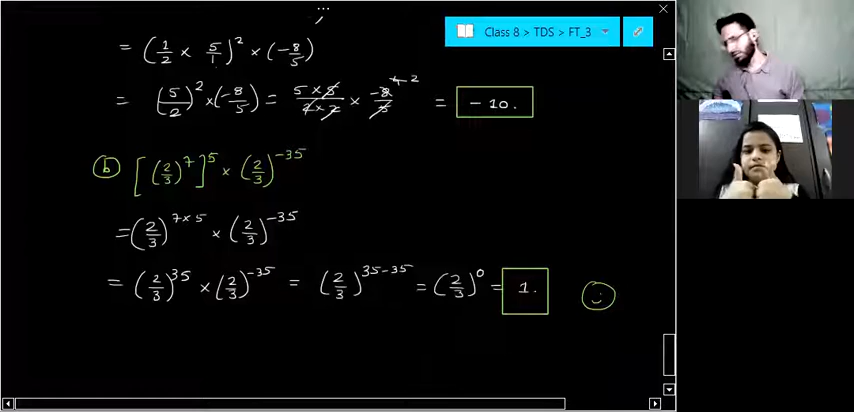 = (1/2 × 5/1)² × (-8/5)
Class 8 > TDS > FT_3
= (5/2)² × (-8/5) = 5×5/2×2 × -8/5 = -10.
(b) [(2/3)⁷]⁵ × (2/3)⁻³⁵
= (2/3)⁷ˣ⁵ × (2/3)⁻³⁵
= (2/3)³⁵ × (2/3)⁻³⁵ = (2/3)³⁵⁻³⁵ = (2/3)⁰ = 1.